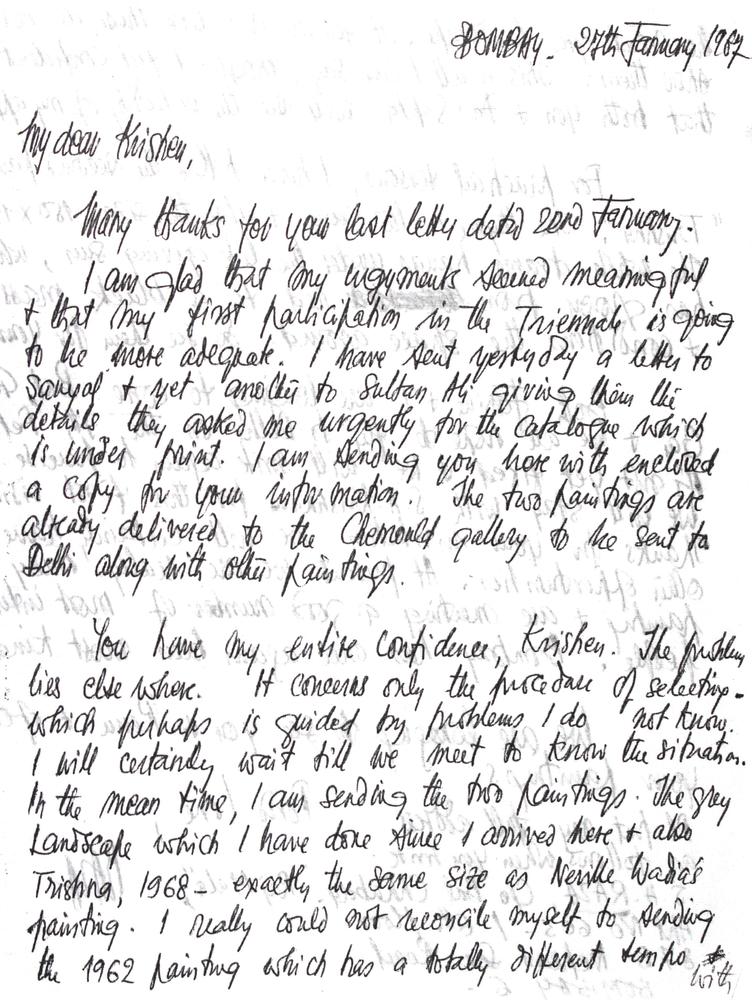 BOMBAY. 27th January 1967
My dear Krishen,
Many thanks for your last letter dated 22nd January.
I am glad that my arguments seemed meaningful
+ that my first participation in the Triennale is going
to be more adequate. I have sent yesterday a letter to
Sanyal + yet another to Sultan Ali giving them the
details they asked me urgently for the catalogue which
is under print. I am sending you here with enclosed
a copy for your information. The two paintings are
already delivered to the Chemould gallery to be sent to
Delhi along with other paintings.
You have my entire confidence, Krishen. The problem
lies else where. It concerns only the procedure of selecting -
which perhaps is guided by problems I do not know.
I will certainly wait till we meet to know the situation.
In the mean time, I am sending the two paintings. The grey
Landscape which I have done since I arrived here + also
Trishna, 1968 - exactly the same size as Neville Wadia's
painting. I really could not reconcile myself to sending
the 1962 painting which has a totally different tempo
with